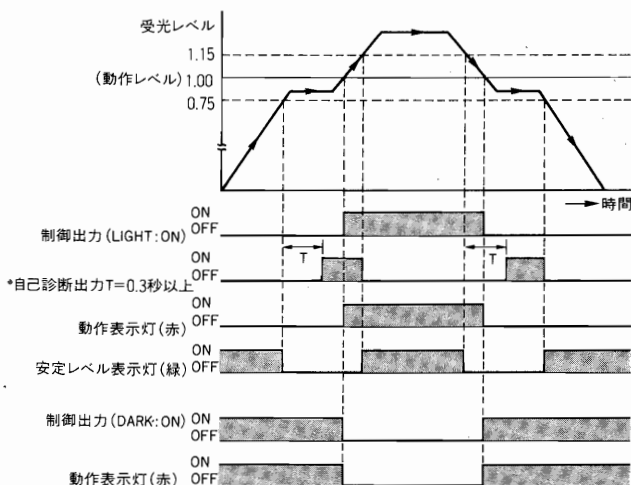 受光レベル
1.15
(動作レベル) 1.00
0.75
→時間
制御出力(LIGHT:ON) ON
OFF
T
T
*自己診断出力T=0.3秒以上 ON
OFF
動作表示灯(赤) ON
OFF
安定レベル表示灯(緑) ON
OFF
制御出力(DARK:ON) ON
OFF
動作表示灯(赤) ON
OFF